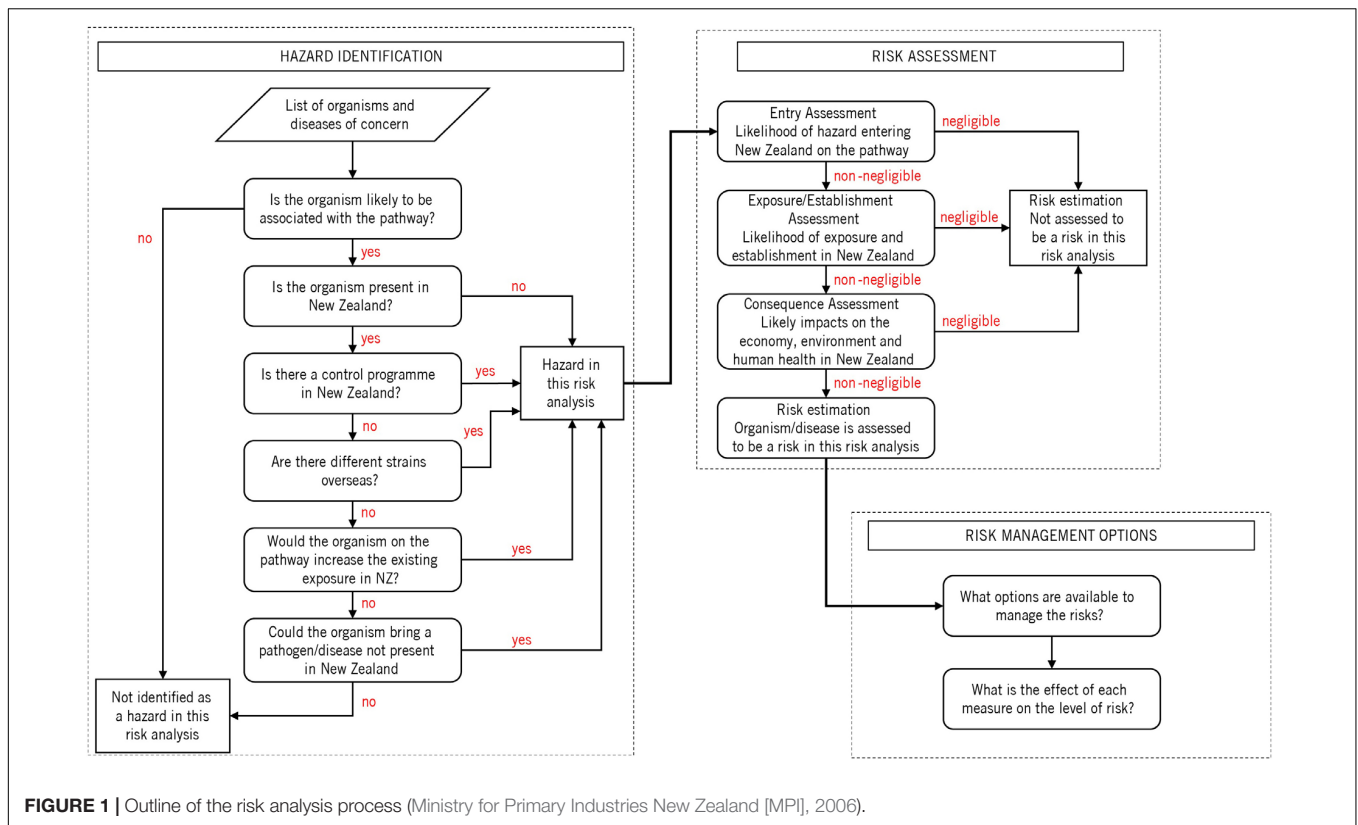 HAZARD IDENTIFICATION
List of organisms and
diseases of concern
Is the organism likely to be
associated with the pathway?
no
yes
Is the organism present in
New Zealand?
no
yes
Is there a control programme
in New Zealand?
yes
no
Are there different strains
overseas?
yes
no
Would the organism on the
pathway increase the existing
exposure in NZ?
yes
no
Could the organism bring a
pathogen/disease not present
in New Zealand
yes
no
Hazard in
this risk
analysis
Not identified as
a hazard in this
risk analysis
RISK ASSESSMENT
Entry Assessment
Likelihood of hazard entering
New Zealand on the pathway
negligible
non-negligible
Exposure/Establishment
Assessment
Likelihood of exposure and
establishment in New Zealand
negligible
non-negligible
Consequence Assessment
Likely impacts on the
economy, environment and
human health in New Zealand
negligible
non-negligible
Risk estimation
Organism/disease is assessed
to be a risk in this risk analysis
Risk estimation
Not assessed to
be a risk in this
risk analysis
RISK MANAGEMENT OPTIONS
What options are available to
manage the risks?
What is the effect of each
measure on the level of risk?
FIGURE 1 | Outline of the risk analysis process (Ministry for Primary Industries New Zealand [MPI], 2006).